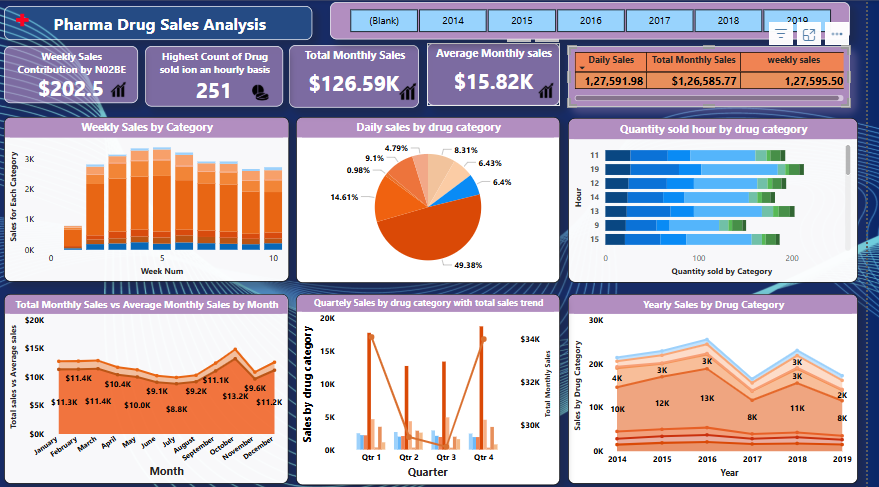 Pharma Drug Sales Analysis
(Blank) 2014 2015 2016 2017 2018 2019
Weekly Sales
Contribution by N02BE
$202.5
Highest Count of Drug
sold ion an hourly basis
251
Total Monthly Sales
$126.59K
Average Monthly sales
$15.82K
Daily Sales Total Monthly Sales weekly sales
1,27,591.98 $1,26,585.77 1,27,595.50
Weekly Sales by Category
Sales for Each Category
3K
2K
1K
0K
0 5 10
Week Num
Daily sales by drug category
4.79%
8.31%
9.1%
6.43%
0.98%
6.4%
14.61%
49.38%
Quantity sold hour by drug category
Hour
11
19
12
14
13
9
15
0 100 200
Quantity sold by Category
Total Monthly Sales vs Average Monthly Sales by Month
Total sales vs Average sales
$20K
$15K
$10K
$5K
$0K
$11.3K
$11.4K
$11.4K
$10.4K
$10.0K
$9.1K
$8.8K
$9.2K
$11.1K
$13.2K
$9.6K
$11.2K
January February March April May June July August September October November December
Month
Quartely Sales by drug category with total sales trend
Sales by drug category
20K
15K
10K
5K
0K
Qtr 1 Qtr 2 Qtr 3 Qtr 4
Quarter
$34K
$32K
$30K
Total Monthly Sales
Yearly Sales by Drug Category
Sales by Drug Category
30K
20K
10K
0K
4K 3K 3K 3K 3K 2K
10K 12K 13K 8K 11K 8K
2014 2015 2016 2017 2018 2019
Year